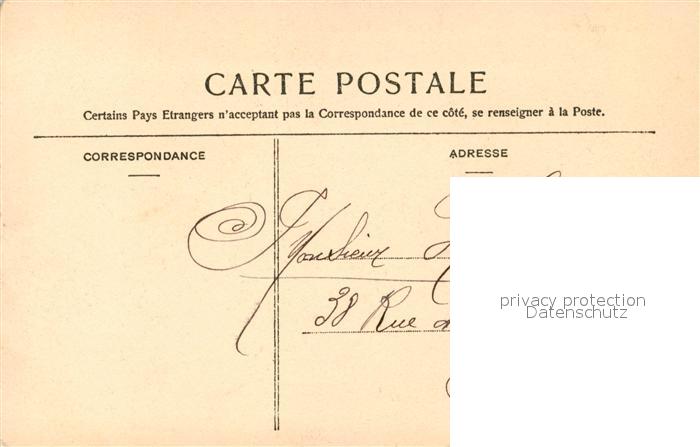 CARTE POSTALE
Certains Pays Etrangers n'acceptant pas la Correspondance de ce côté, se renseigner à la Poste.
CORRESPONDANCE
ADRESSE
Monsieur
38 Rue
privacy protection
Datenschutz